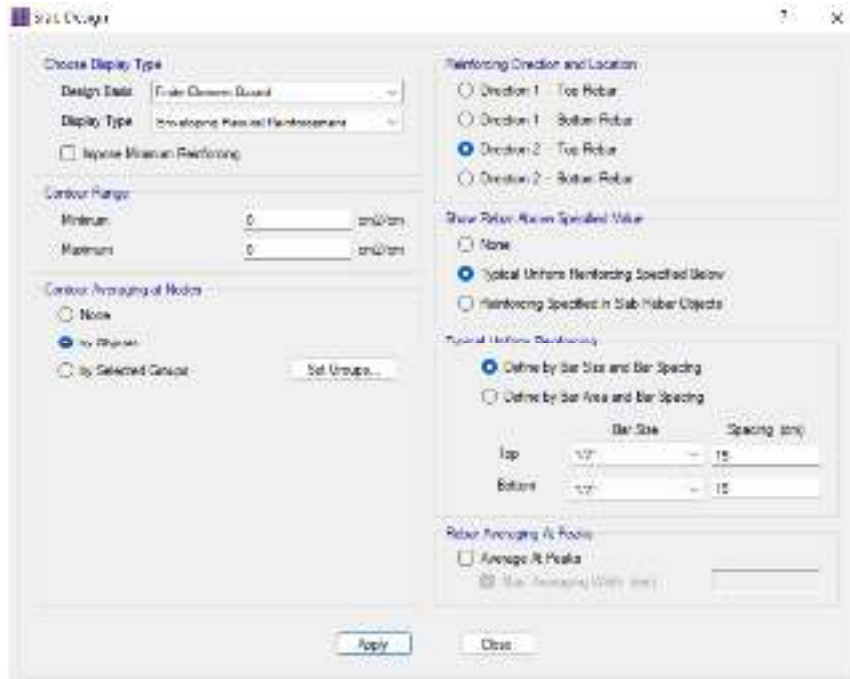 Slab Design
Choose Display Type
Design Basis Finite Element Based
Display Type Enveloping Flexural Reinforcement
Impose Minimum Reinforcing
Contour Range
Minimum 0 cm2/cm
Maximum 0 cm2/cm
Contour Averaging at Nodes
None
by Objects
by Selected Groups Set Groups...
Reinforcing Direction and Location
Direction 1 - Top Rebar
Direction 1 - Bottom Rebar
Direction 2 - Top Rebar
Direction 2 - Bottom Rebar
Show Rebar Above Specified Value
None
Typical Uniform Reinforcing Specified Below
Reinforcing Specified in Slab Rebar Objects
Typical Uniform Reinforcing
Define by Bar Size and Bar Spacing
Define by Bar Area and Bar Spacing
Bar Size Spacing (cm)
Top 1/2" 15
Bottom 1/2" 15
Rebar Averaging At Peaks
Average At Peaks
Averaging Width (cm)
Apply Close